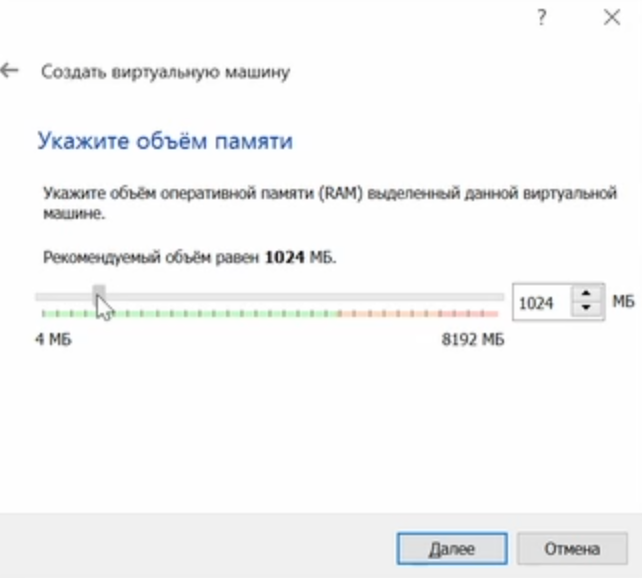 ?
Создать виртуальную машину
Укажите объём памяти
Укажите объём оперативной памяти (RAM) выделенный данной виртуальной
машине.
Рекомендуемый объём равен 1024 МБ.
1024 МБ
4 МБ 8192 МБ
Далее Отмена